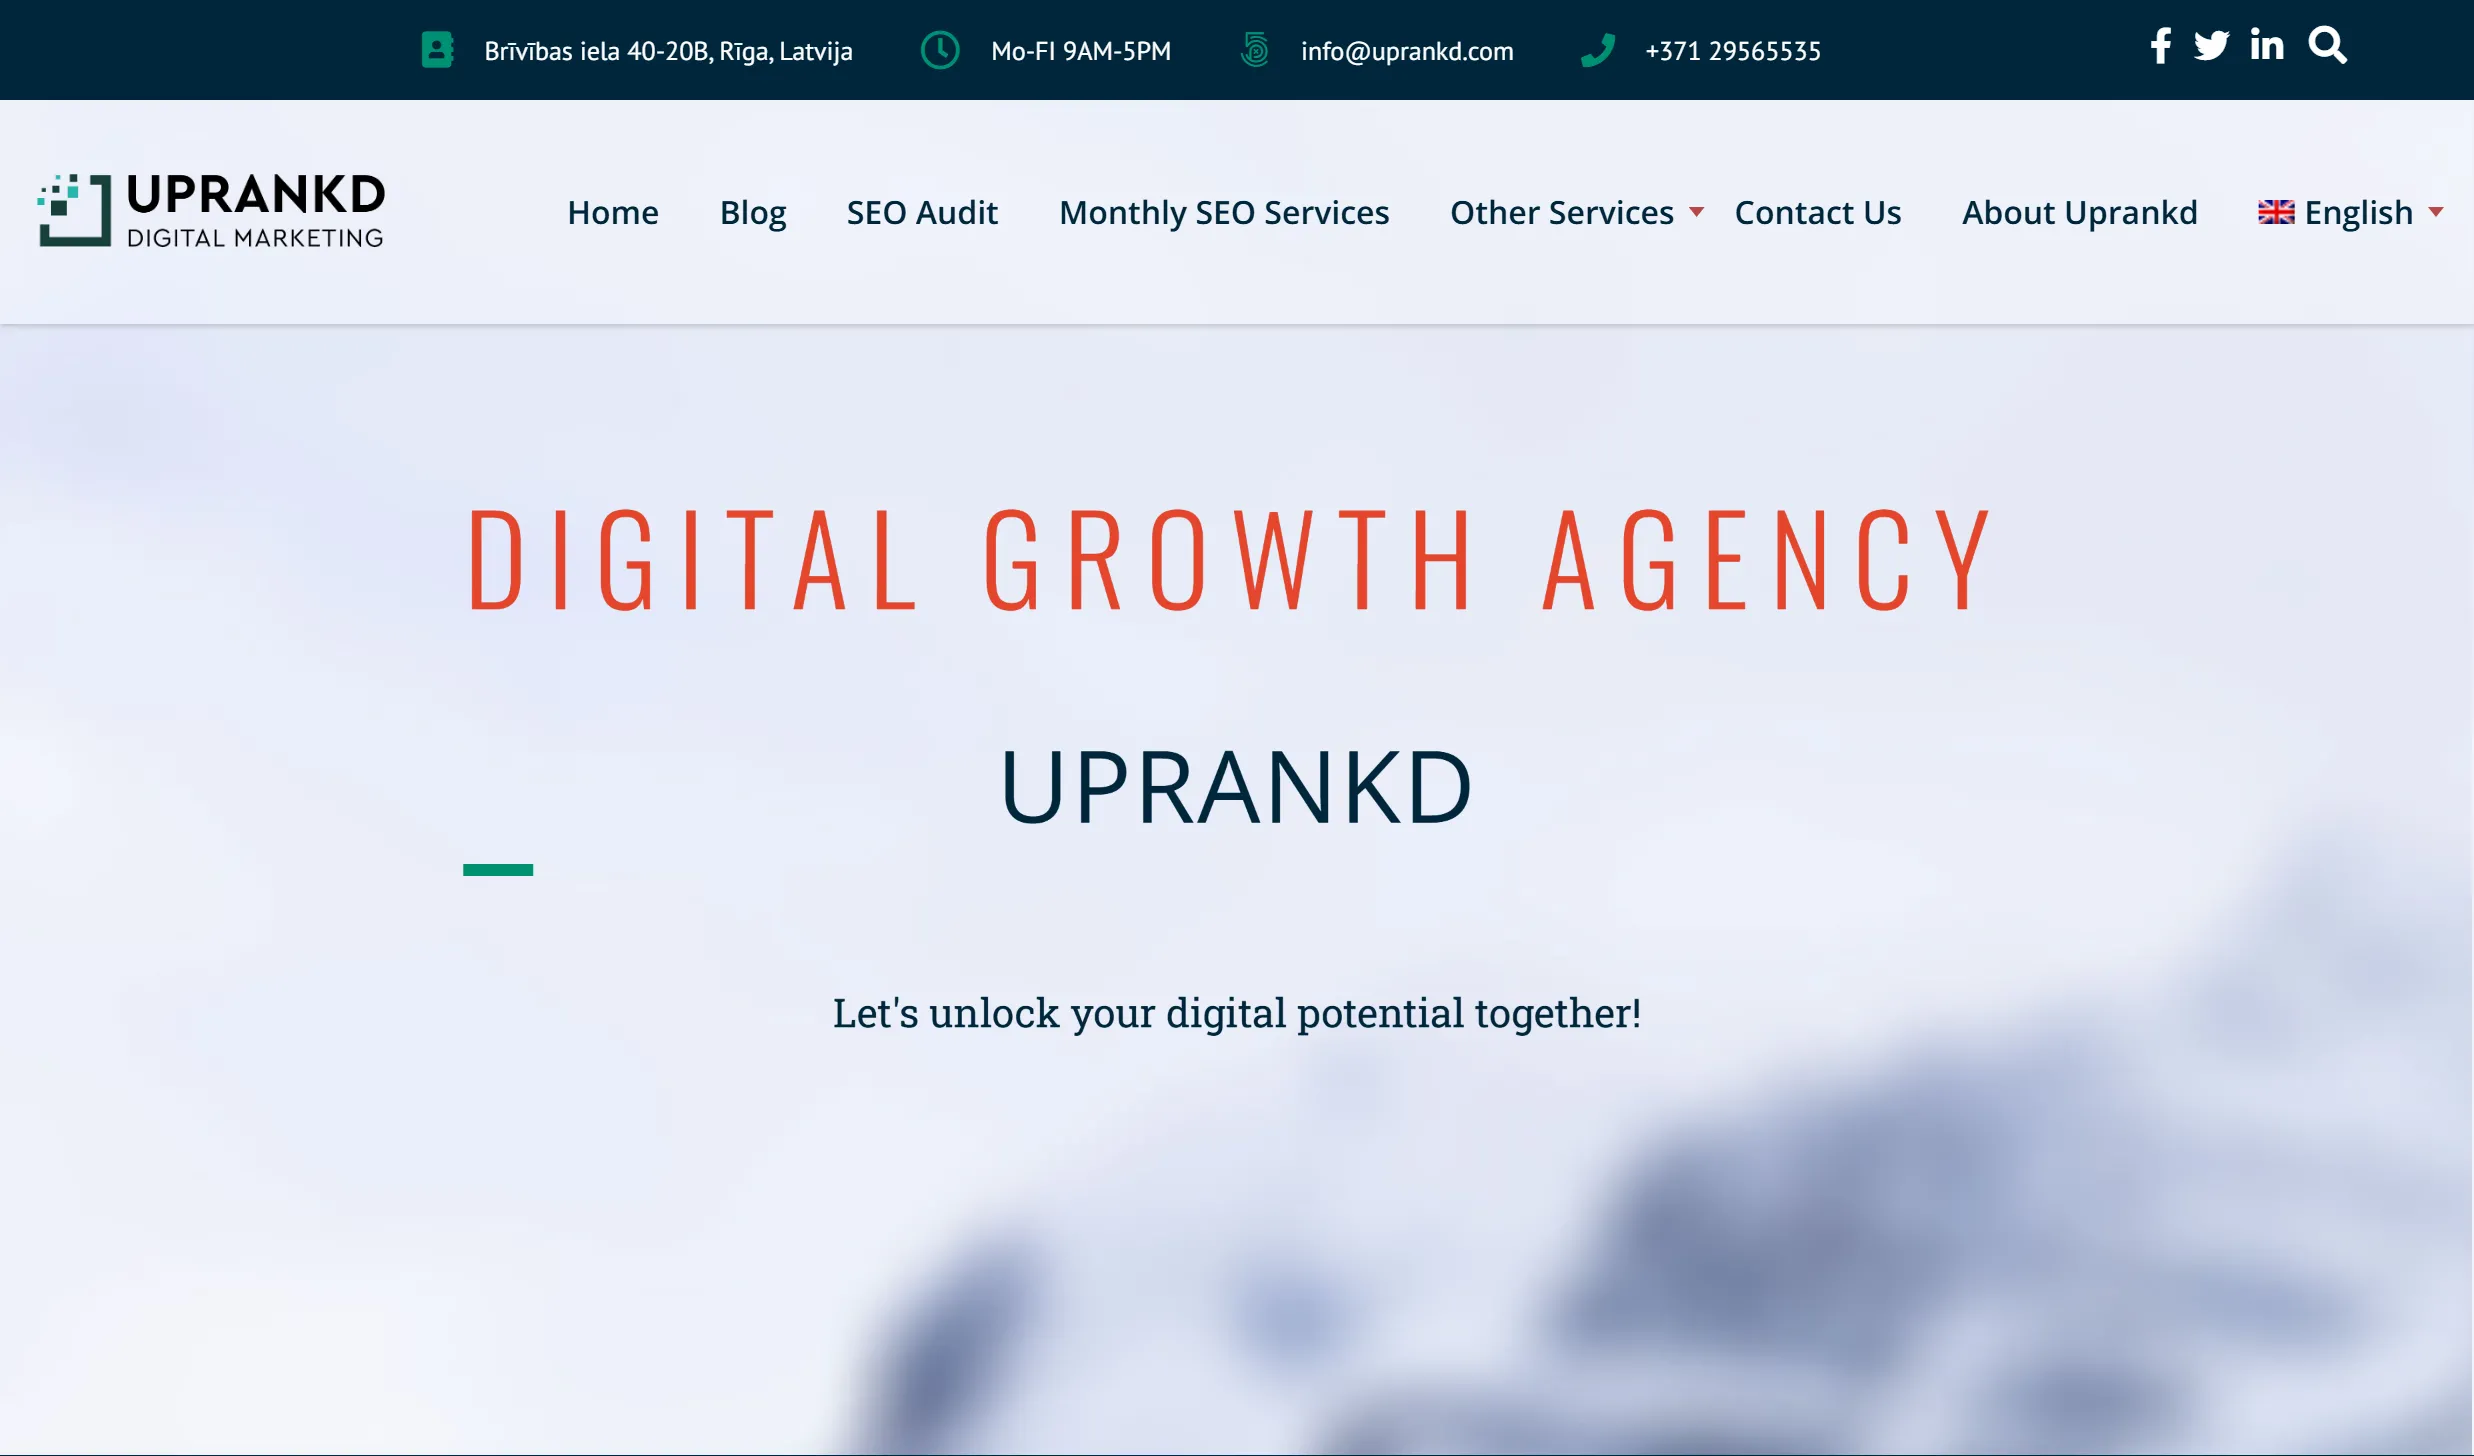 Brīvības iela 40-20B, Rīga, Latvija
Mo-FI 9AM-5PM
info@uprankd.com
+371 29565535
UPRANKD
DIGITAL MARKETING
Home
Blog
SEO Audit
Monthly SEO Services
Other Services
Contact Us
About Uprankd
English
DIGITAL GROWTH AGENCY
UPRANKD
Let's unlock your digital potential together!